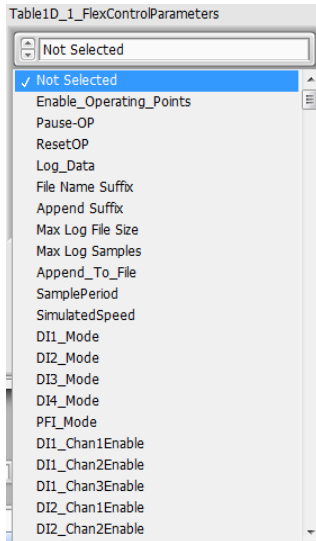 Table1D_1_FlexControlParameters
Not Selected
✓ Not Selected
Enable_Operating_Points
Pause-OP
ResetOP
Log_Data
File Name Suffix
Append Suffix
Max Log File Size
Max Log Samples
Append_To_File
SamplePeriod
SimulatedSpeed
DI1_Mode
DI2_Mode
DI3_Mode
DI4_Mode
PFI_Mode
DI1_Chan1Enable
DI1_Chan2Enable
DI1_Chan3Enable
DI2_Chan1Enable
DI2_Chan2Enable